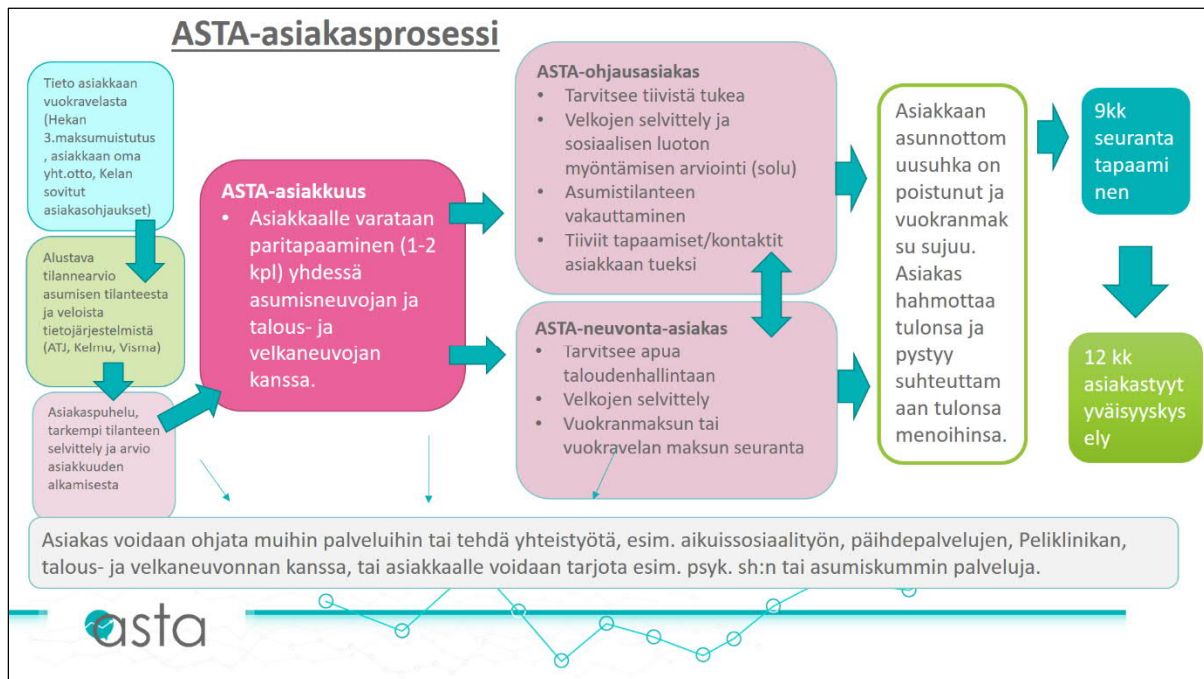 ASTA-asiakasprosessi
Tieto asiakkaan
vuokravelasta
(Hekan
3.maksumuistutus
, asiakkaan oma
yht.otto, Kelan
sovitut
asiakasohjaukset)
Alustava
tilannearvio
asumisen tilanteesta
ja veloista
tietojärjestelmistä
(ATJ, Kelmu, Visma)
Asiakaspuhelu,
tarkempi tilanteen
selvittely ja arvio
asiakkuuden
alkamisesta
ASTA-asiakkuus
• Asiakkaalle varataan
paritapaaminen (1-2
kpl) yhdessä
asumisneuvojan ja
talous- ja
velkaneuvojan
kanssa.
ASTA-ohjausasiakas
• Tarvitsee tiivistä tukea
• Velkojen selvittely ja
sosiaalisen luoton
myöntämisen arviointi (solu)
• Asumistilanteen
vakauttaminen
• Tiiviit tapaamiset/kontaktit
asiakkaan tueksi
ASTA-neuvonta-asiakas
• Tarvitsee apua
taloudenhallintaan
• Velkojen selvittely
• Vuokranmaksun tai
vuokravelan maksun seuranta
Asiakkaan
asunnottom
uusuhka on
poistunut ja
vuokranmak
su sujuu.
Asiakas
hahmottaa
tulonsa ja
pystyy
suhteuttam
aan tulonsa
menoihinsa.
9kk
seuranta
tapaami
nen
12 kk
asiakastyyt
yväisyyskys
ely
Asiakas voidaan ohjata muihin palveluihin tai tehdä yhteistyötä, esim. aikuissosiaalityön, päihdepalvelujen, Peliklinikan,
talous- ja velkaneuvonnan kanssa, tai asiakkaalle voidaan tarjota esim. psyk. sh:n tai asumiskummin palveluja.
asta